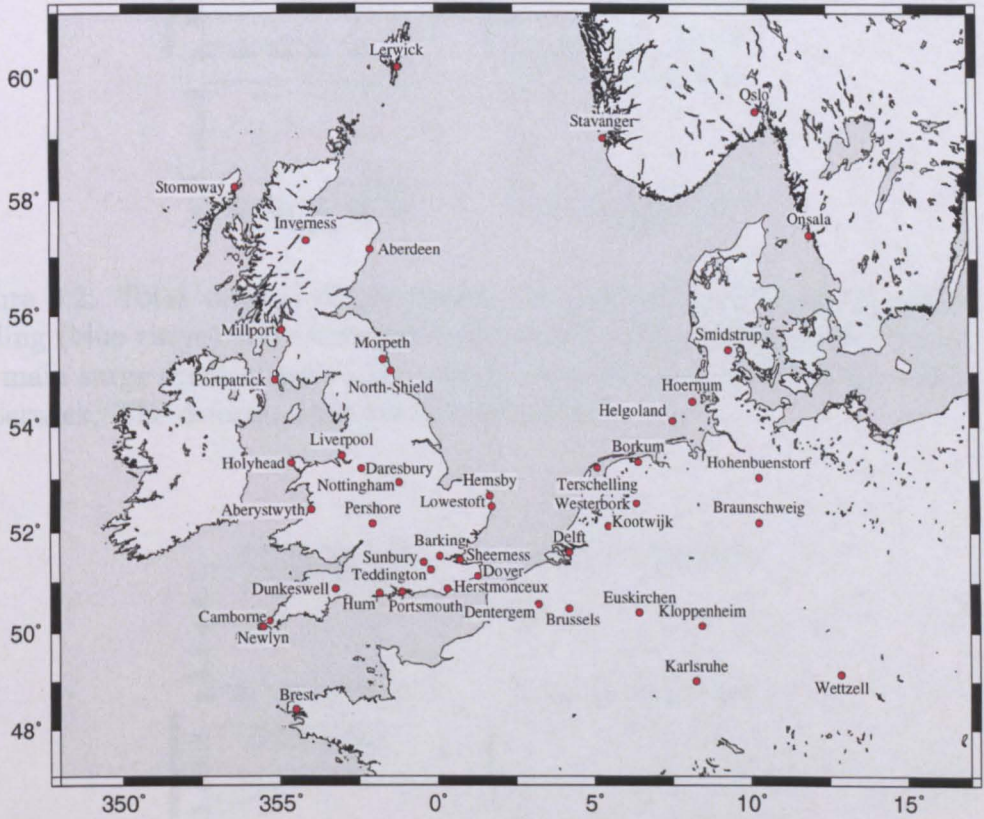 Lerwick
60°
Oslo
Stavanger
Stornoway
58°
Inverness
Onsala
Aberdeen
56°
Millport
Smidstrup
Morpeth
Portpatrick
North-Shield
Hoernum
Helgoland
54°
Liverpool
Borkum
Holyhead
Daresbury
Hohenbuenstorf
Nottingham
Hemsby
Terschelling
Lowestoft
Westerbork
Aberystwyth
Pershore
Braunschweig
Kootwijk
52°
Barking
Delft
Sunbury
Sheerness
Teddington
Dover
Dunkeswell
Herstmonceux
Hurn
Portsmouth
Euskirchen
Dentergem
Kloppenheim
Camborne
Brussels
50°
Newlyn
Karlsruhe
Wettzell
Brest
48°
350°
355°
0°
5°
10°
15°